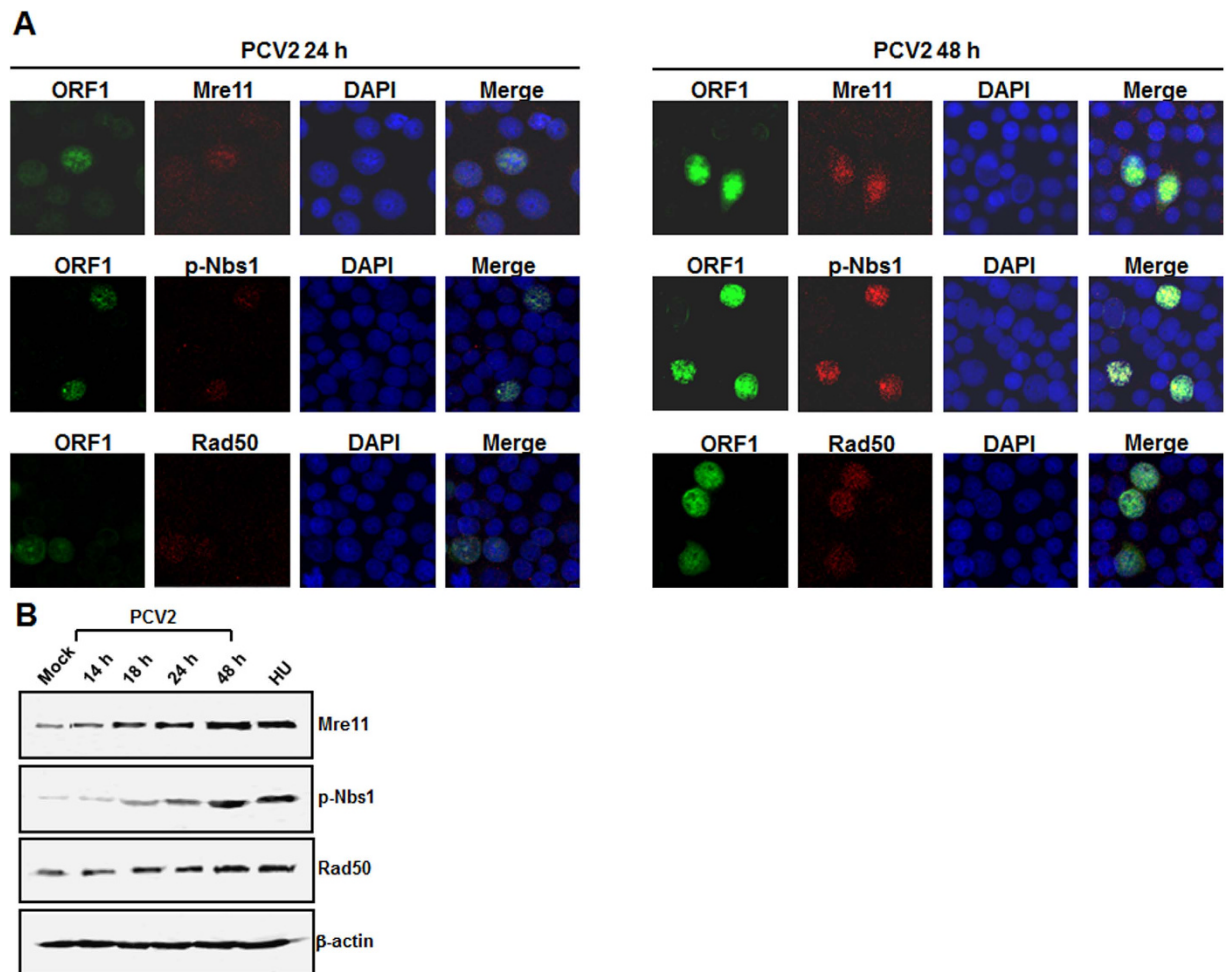 A
PCV2 24 h
PCV2 48 h
ORF1 Mre11 DAPI Merge
ORF1 Mre11 DAPI Merge
ORF1 p-Nbs1 DAPI Merge
ORF1 p-Nbs1 DAPI Merge
ORF1 Rad50 DAPI Merge
ORF1 Rad50 DAPI Merge
B
PCV2
Mock 14 h 18 h 24 h 48 h HU
Mre11
p-Nbs1
Rad50
β-actin